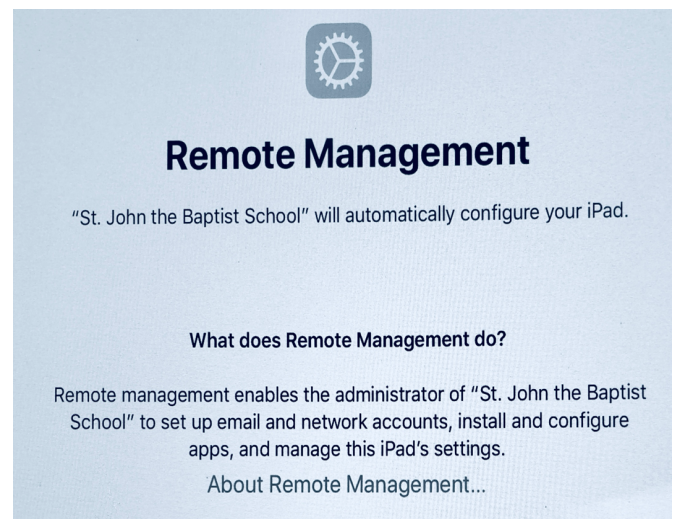 Remote Management
“St. John the Baptist School” will automatically configure your iPad.
What does Remote Management do?
Remote management enables the administrator of “St. John the Baptist
School” to set up email and network accounts, install and configure
apps, and manage this iPad’s settings.
About Remote Management...